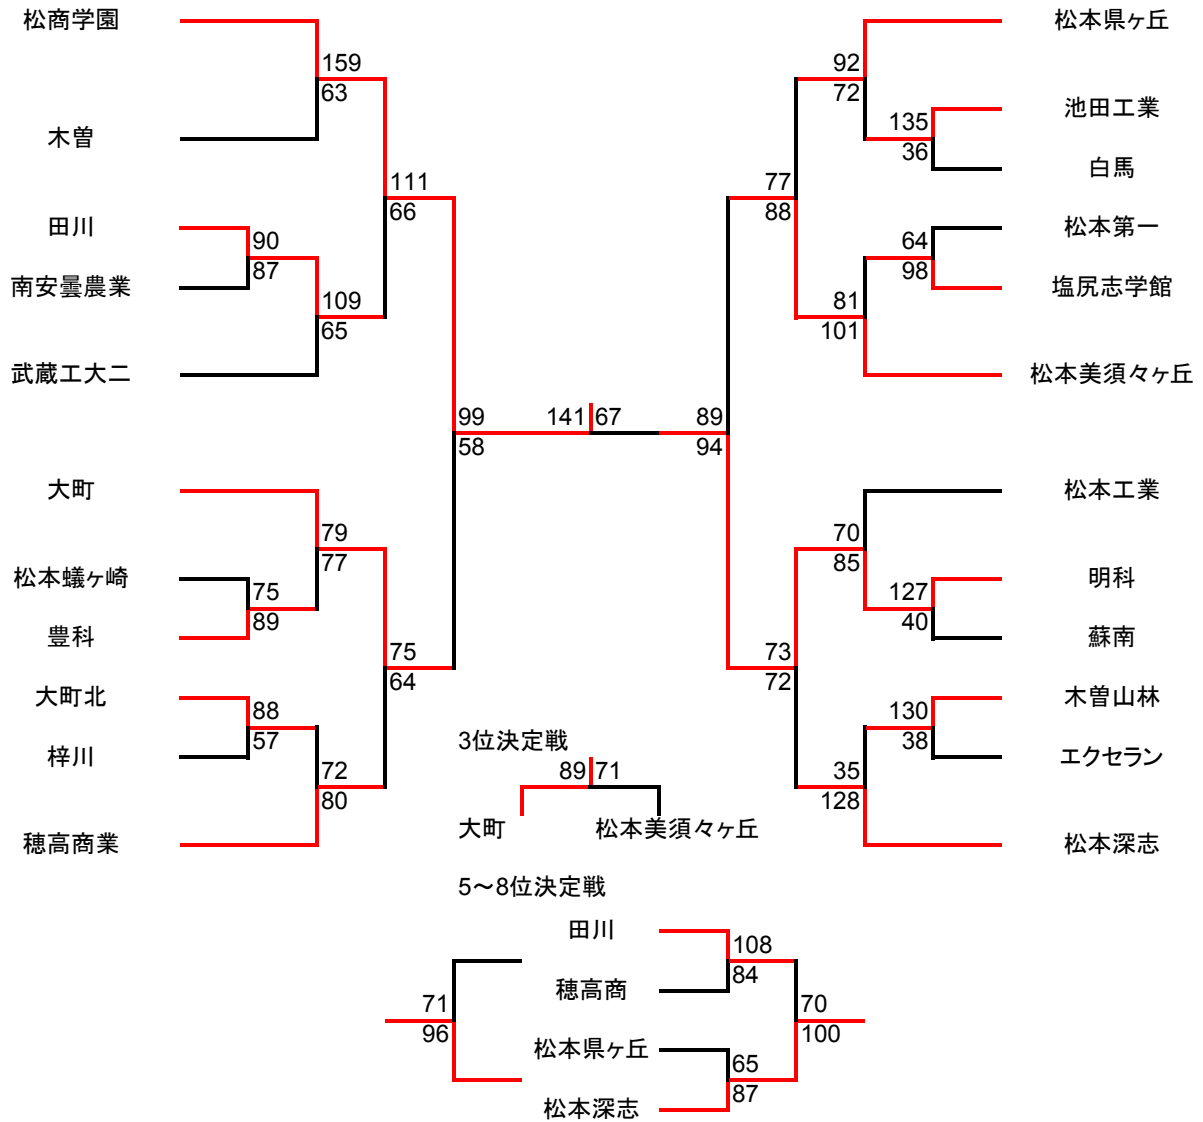 松商学園
159
63
木曽
111
66
田川
90
87
南安曇農業
109
65
武蔵工大二
99
58
141 67
大町
79
77
松本蟻ヶ崎
75
89
豊科
75
64
大町北
88
57
梓川
72
80
穂高商業
松本県ヶ丘
92
72
池田工業
135
36
白馬
77
88
松本第一
64
98
塩尻志学館
81
101
松本美須々ヶ丘
89
94
松本工業
70
85
明科
127
40
蘇南
73
72
木曽山林
130
38
エクセラン
35
128
松本深志
3位決定戦
89 71
大町 松本美須々ヶ丘
5～8位決定戦
田川
108
84
穂高商
71
96
70
100
松本県ヶ丘
65
87
松本深志